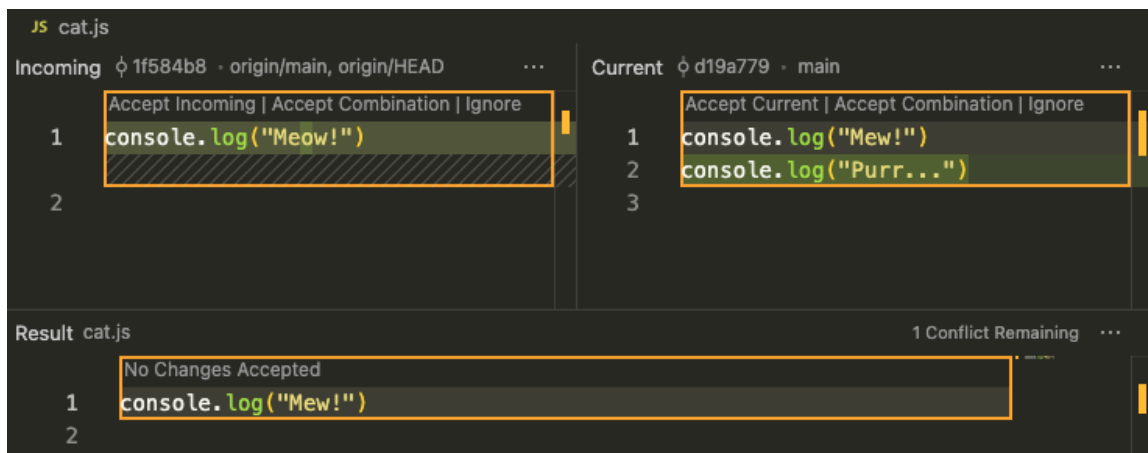 JS cat.js
Incoming 1f584b8 · origin/main, origin/HEAD ···
Accept Incoming | Accept Combination | Ignore
1 console.log("Meow!")
2
Current d19a779 · main ···
Accept Current | Accept Combination | Ignore
1 console.log("Mew!")
2 console.log("Purr...")
3
Result cat.js 1 Conflict Remaining ···
No Changes Accepted
1 console.log("Mew!")
2